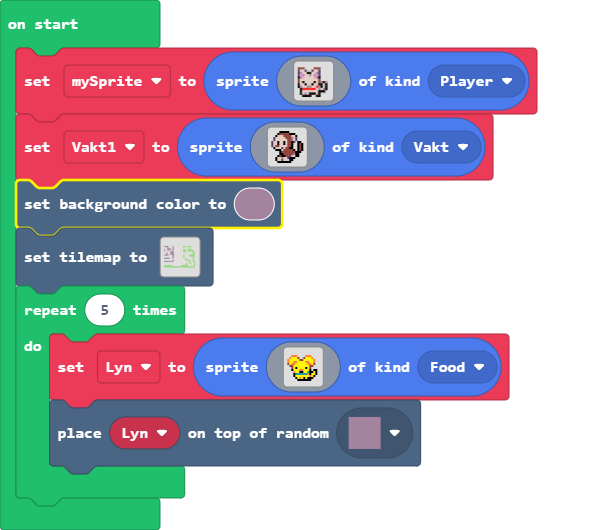 on start
set mySprite to sprite of kind Player
set Vakt1 to sprite of kind Vakt
set background color to
set tilemap to
repeat 5 times
do
set Lyn to sprite of kind Food
place Lyn on top of random